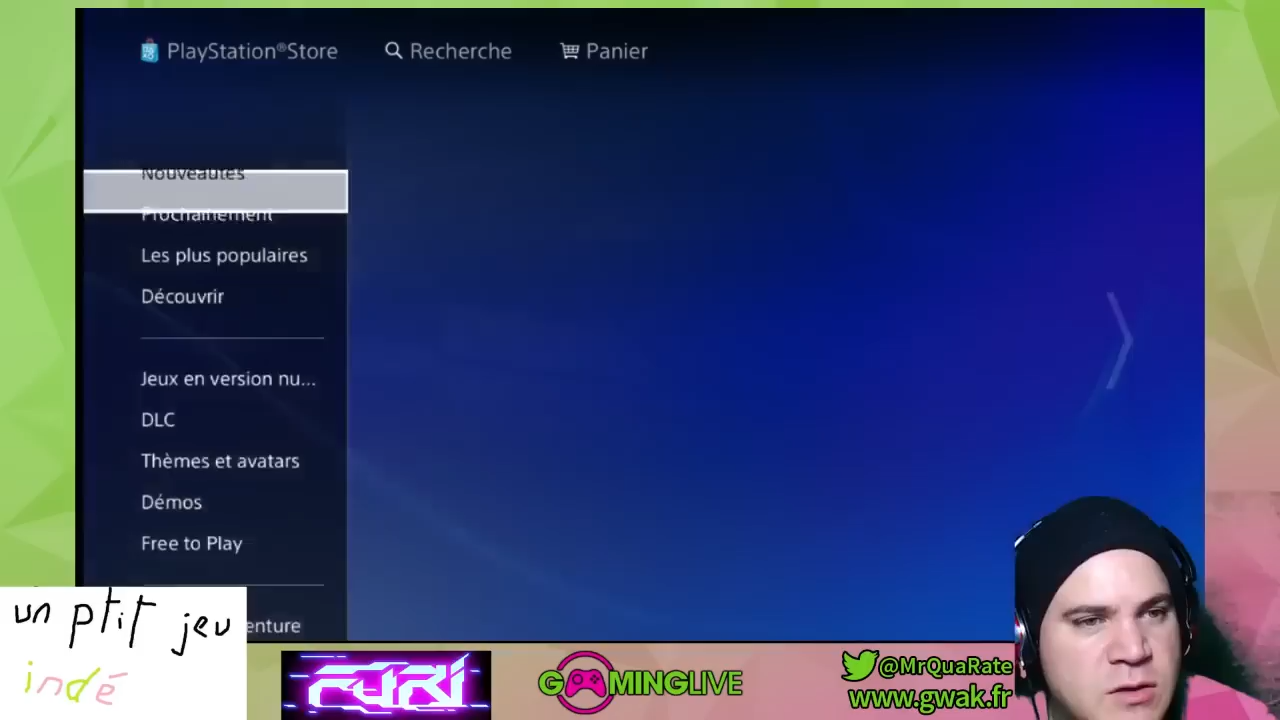 PlayStation®Store
Recherche
Panier
Nouveautés
Prochainement
Les plus populaires
Découvrir
Jeux en version nu...
DLC
Thèmes et avatars
Démos
Free to Play
enture
un ptit jeu
indé
FURI
GAMINGLIVE
@MrQuaRate
www.gwak.fr